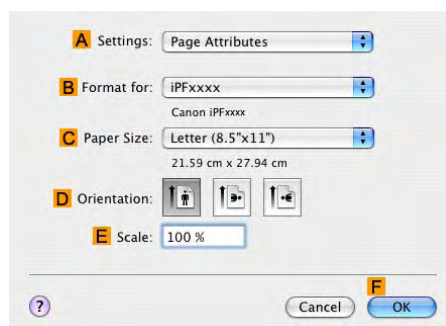 A Settings: Page Attributes
B Format for: iPFxxxx
Canon iPFxxxx
C Paper Size: Letter (8.5"x11")
21.59 cm x 27.94 cm
D Orientation:
E Scale: 100 %
F
? Cancel OK